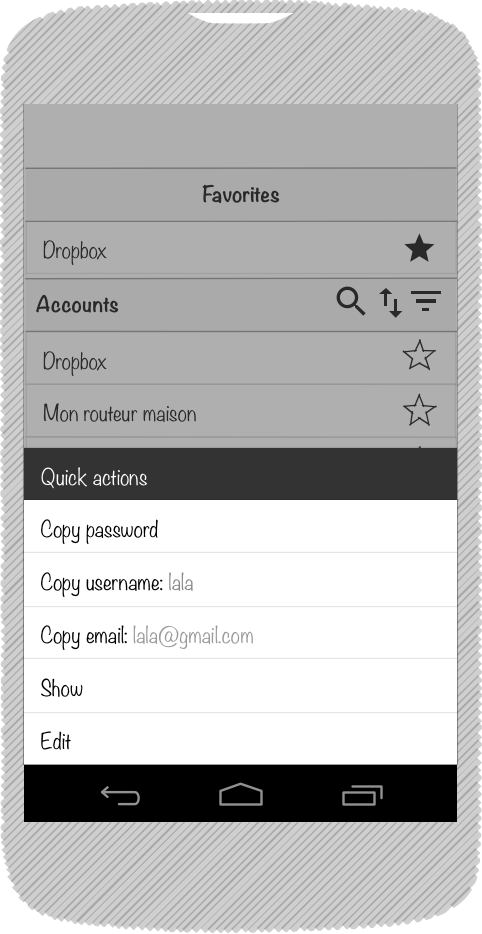 Favorites
Dropbox
Accounts
Dropbox
Mon routeur maison
Quick actions
Copy password
Copy username: lala
Copy email: lala@gmail.com
Show
Edit